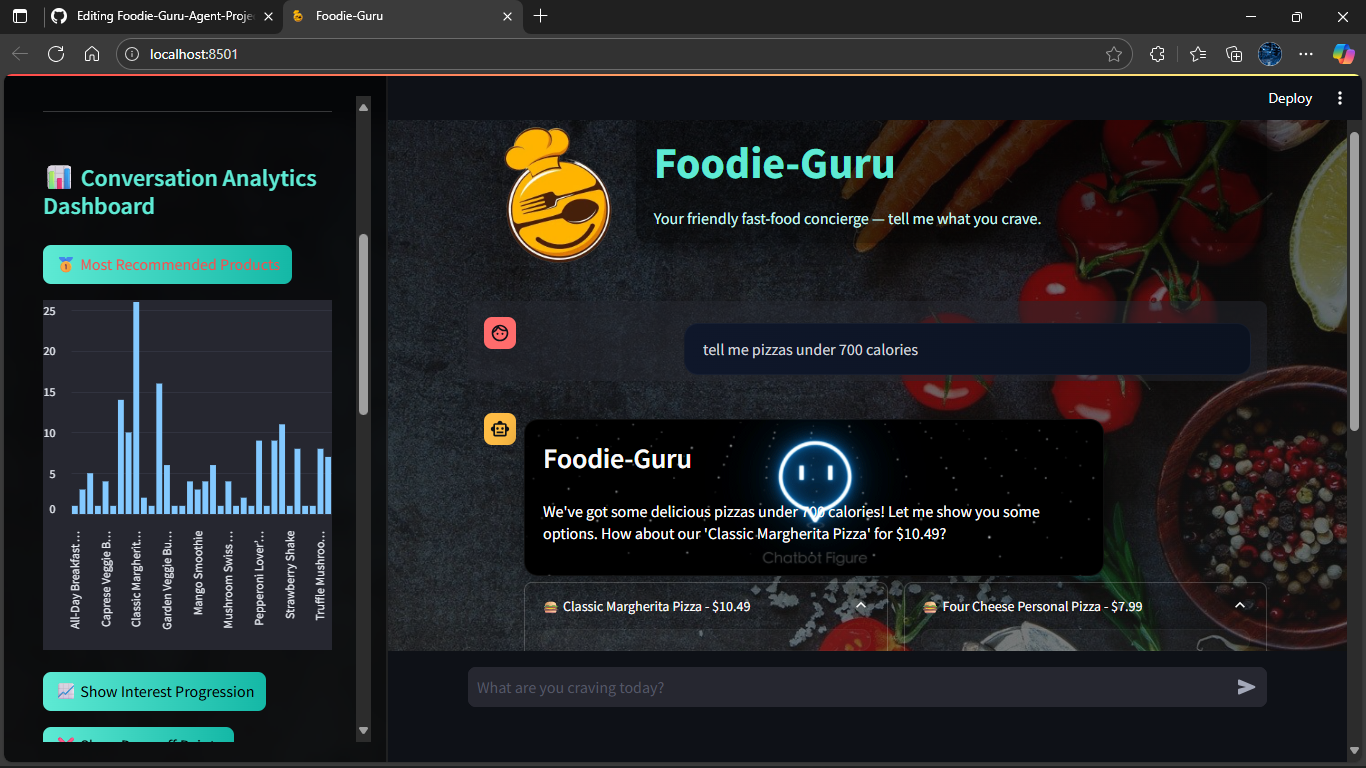 Editing Foodie-Guru-Agent-Proje
Foodie-Guru
localhost:8501
Deploy
Conversation Analytics
Dashboard
Most Recommended Products
25
20
15
10
5
0
All-Day Breakfast…
Caprese Veggie B…
Classic Margherit…
Garden Veggie Bu…
Mango Smoothie
Mushroom Swiss …
Pepperoni Lover'…
Strawberry Shake
Truffle Mushroo…
Show Interest Progression
Foodie-Guru
Your friendly fast-food concierge — tell me what you crave.
tell me pizzas under 700 calories
Foodie-Guru
We've got some delicious pizzas under 700 calories! Let me show you some
options. How about our 'Classic Margherita Pizza' for $10.49?
Chatbot Figure
Classic Margherita Pizza - $10.49
Four Cheese Personal Pizza - $7.99
What are you craving today?